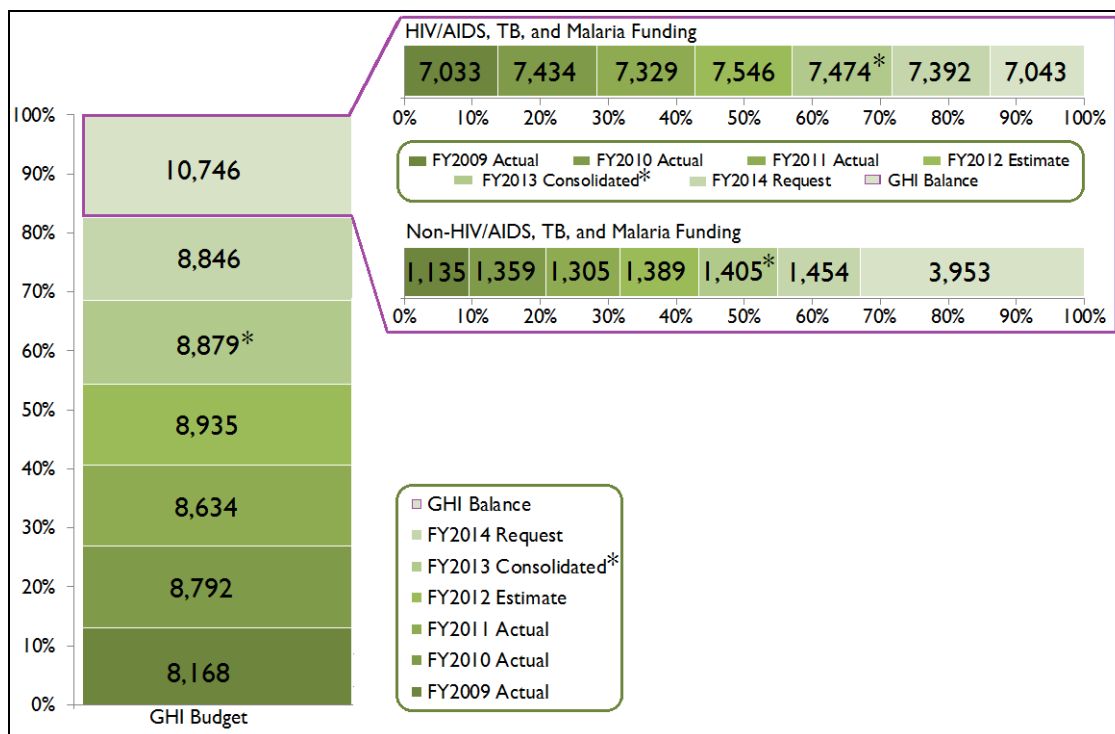 HIV/AIDS, TB, and Malaria Funding
7,033 7,434 7,329 7,546 7,474* 7,392 7,043
0% 10% 20% 30% 40% 50% 60% 70% 80% 90% 100%
FY2009 Actual FY2010 Actual FY2011 Actual FY2012 Estimate
FY2013 Consolidated* FY2014 Request GHI Balance
Non-HIV/AIDS, TB, and Malaria Funding
1,135 1,359 1,305 1,389 1,405* 1,454 3,953
0% 10% 20% 30% 40% 50% 60% 70% 80% 90% 100%
100%
90%
80%
70%
60%
50%
40%
30%
20%
10%
0%
10,746
8,846
8,879*
8,935
8,634
8,792
8,168
GHI Budget
GHI Balance
FY2014 Request
FY2013 Consolidated*
FY2012 Estimate
FY2011 Actual
FY2010 Actual
FY2009 Actual